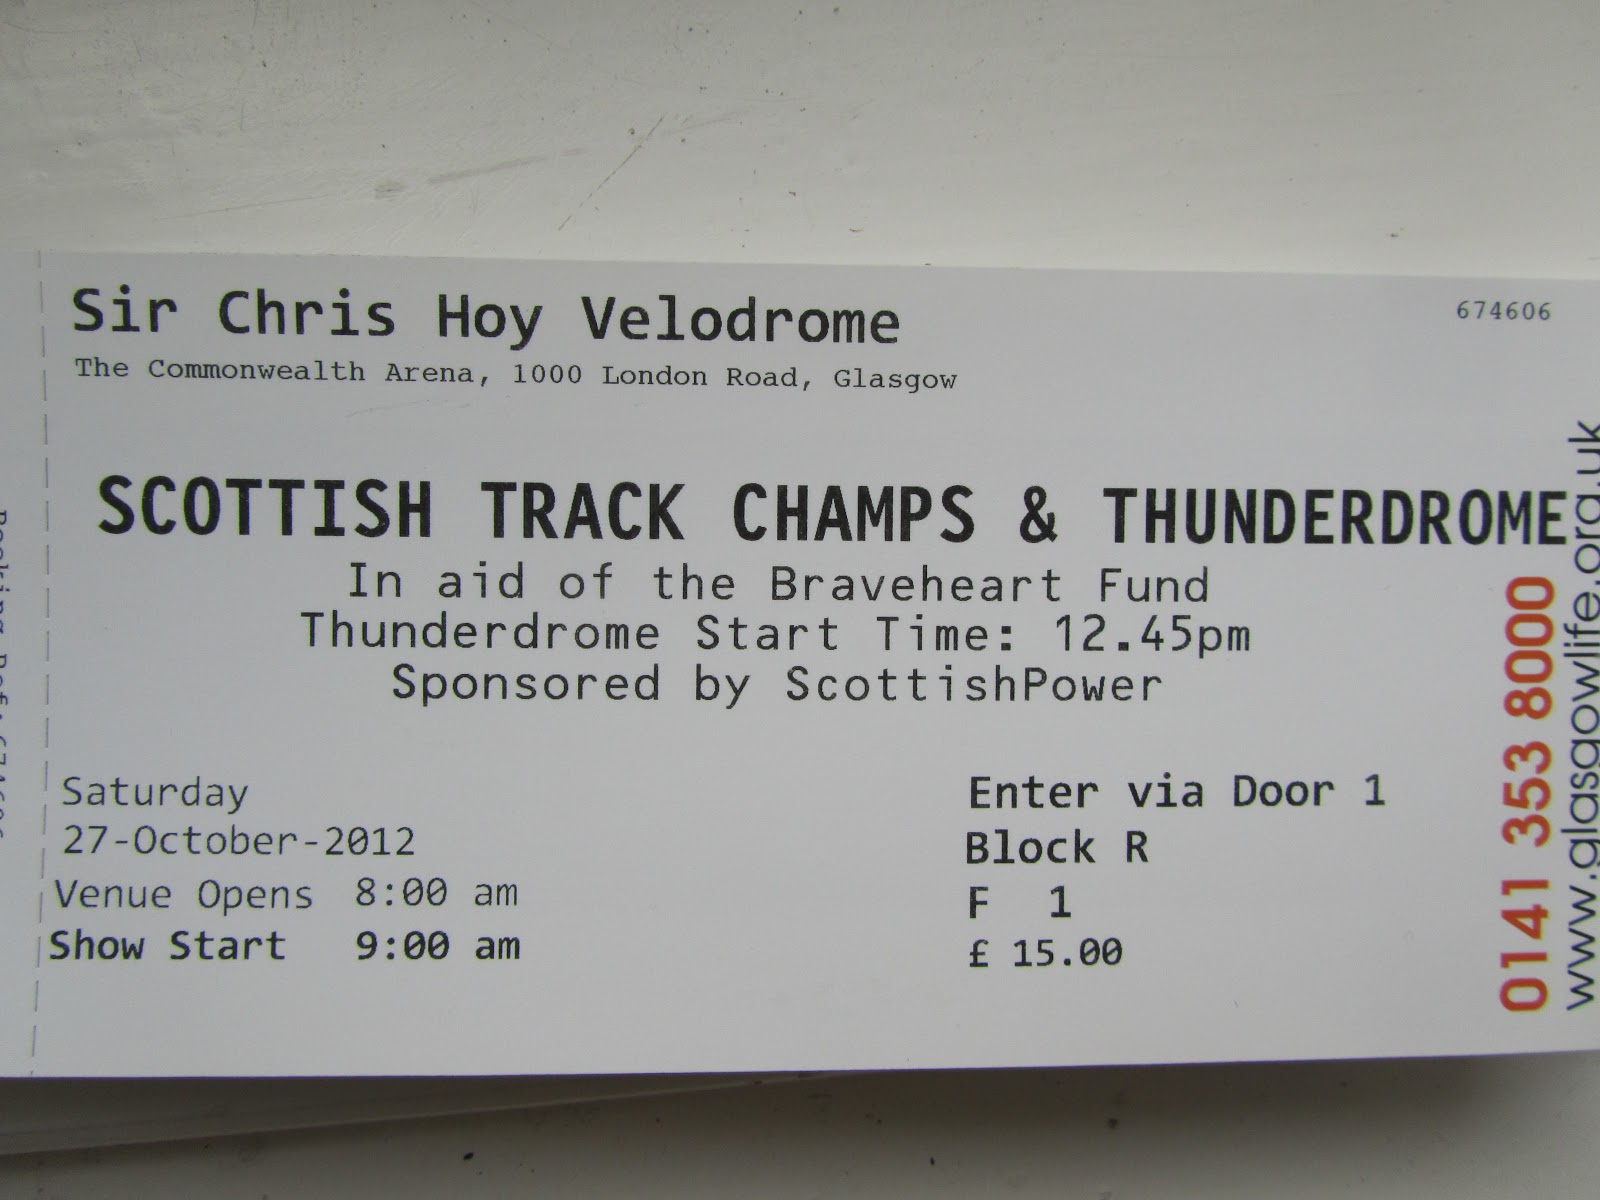 Sir Chris Hoy Velodrome
674606
The Commonwealth Arena, 1000 London Road, Glasgow
SCOTTISH TRACK CHAMPS & THUNDERDROME
In aid of the Braveheart Fund
Thunderdrome Start Time: 12.45pm
Sponsored by ScottishPower
Saturday
27-October-2012
Venue Opens 8:00 am
Show Start 9:00 am
Enter via Door 1
Block R
F 1
£ 15.00
0141 353 8000
www.glasgowlife.org.uk